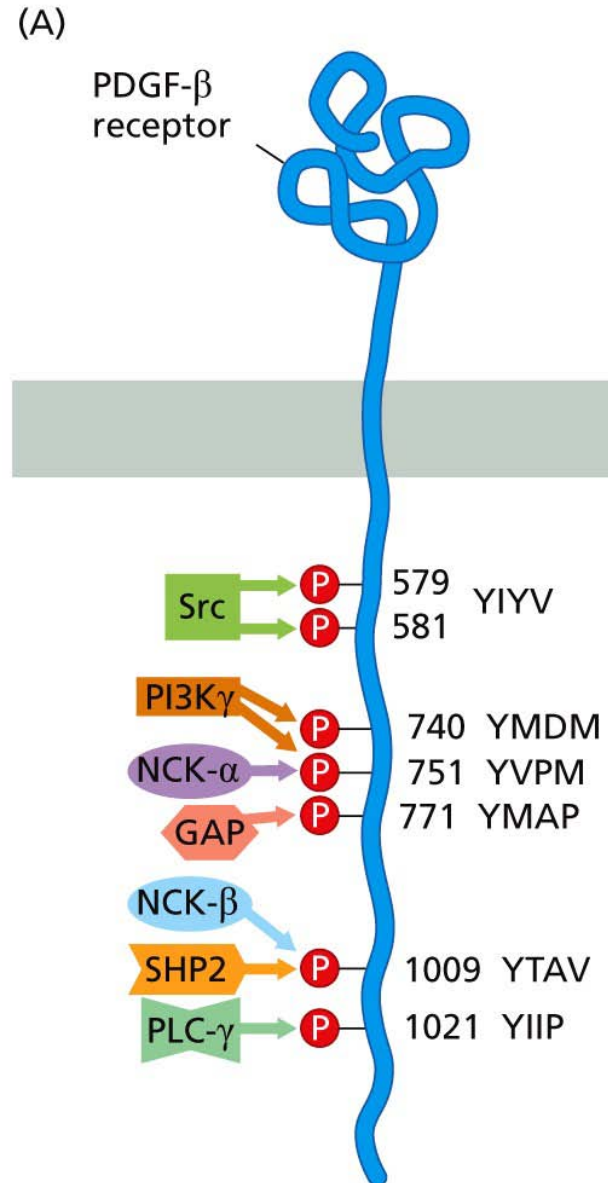 (A)
PDGF-β
receptor
Src
P
579
YIYV
P
581
PI3Kγ
P
740 YMDM
NCK-α
P
751 YVPM
GAP
P
771 YMAP
NCK-β
SHP2
P
1009 YTAV
PLC-γ
P
1021 YIIP